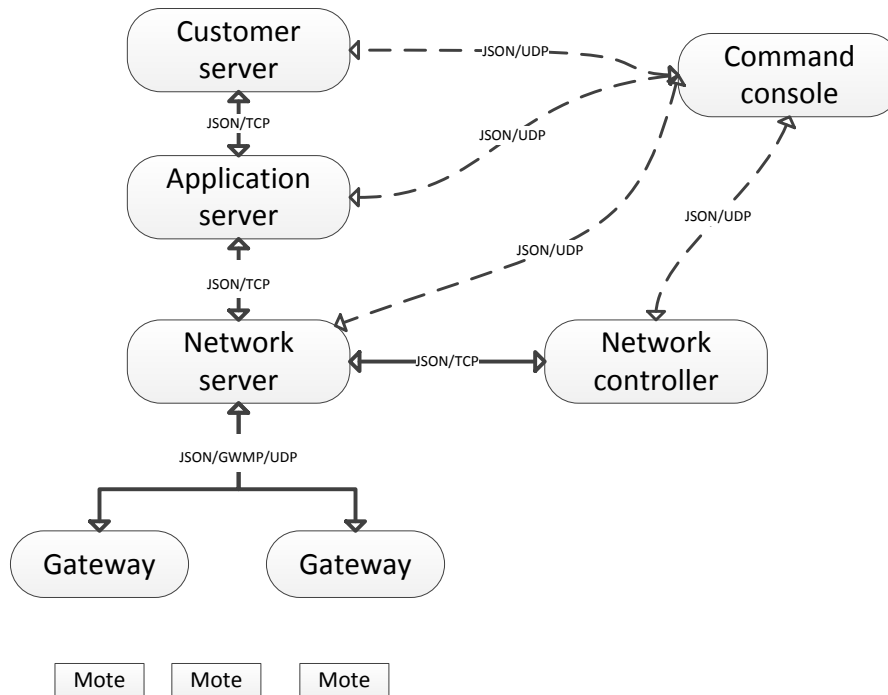 Customer
server
JSON/UDP
Command
console
JSON/TCP
JSON/UDP
Application
server
JSON/UDP
JSON/UDP
JSON/TCP
Network
server
JSON/TCP
Network
controller
JSON/GWMP/UDP
Gateway
Gateway
Mote
Mote
Mote